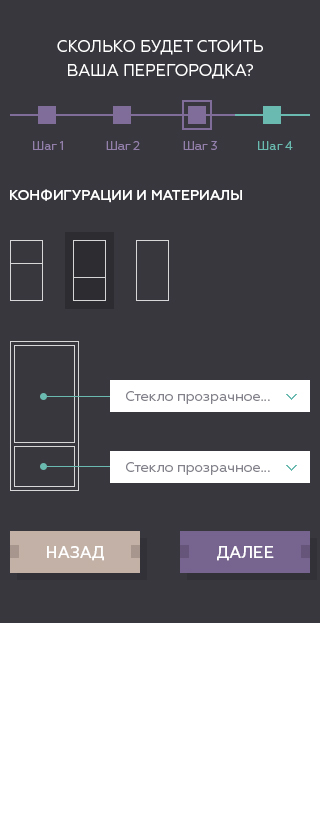 СКОЛЬКО БУДЕТ СТОИТЬ
ВАША ПЕРЕГОРОДКА?
Шаг 1 Шаг 2 Шаг 3 Шаг 4
КОНФИГУРАЦИИ И МАТЕРИАЛЫ
Стекло прозрачное...
Стекло прозрачное...
НАЗАД ДАЛЕЕ